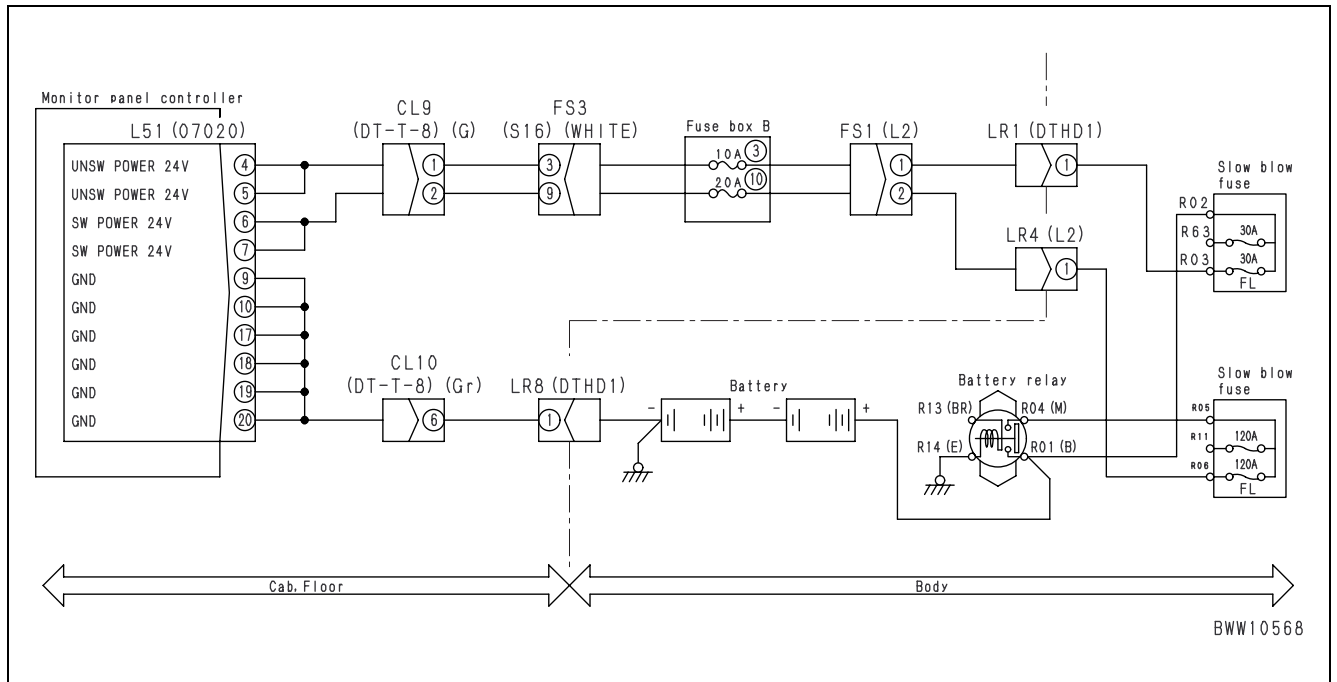 Monitor panel controller
L51 (07020)
UNSW POWER 24V 4
UNSW POWER 24V 5
SW POWER 24V 6
SW POWER 24V 7
GND 9
GND 10
GND 17
GND 18
GND 19
GND 20
CL9
(DT-T-8) (G)
1
2
FS3
(S16) (WHITE)
3
9
Fuse box B
10A 3
20A 10
FS1 (L2)
1
2
LR1 (DTHD1)
1
LR4 (L2)
1
Slow blow
fuse
R02
R63 30A
R03 30A
FL
CL10
(DT-T-8) (Gr)
6
LR8 (DTHD1)
1
Battery
- +
- +
Battery relay
R13 (BR) R04 (M)
R14 (E) R01 (B)
Slow blow
fuse
R05
R11 120A
R06 120A
FL
Cab, Floor
Body
BWW10568